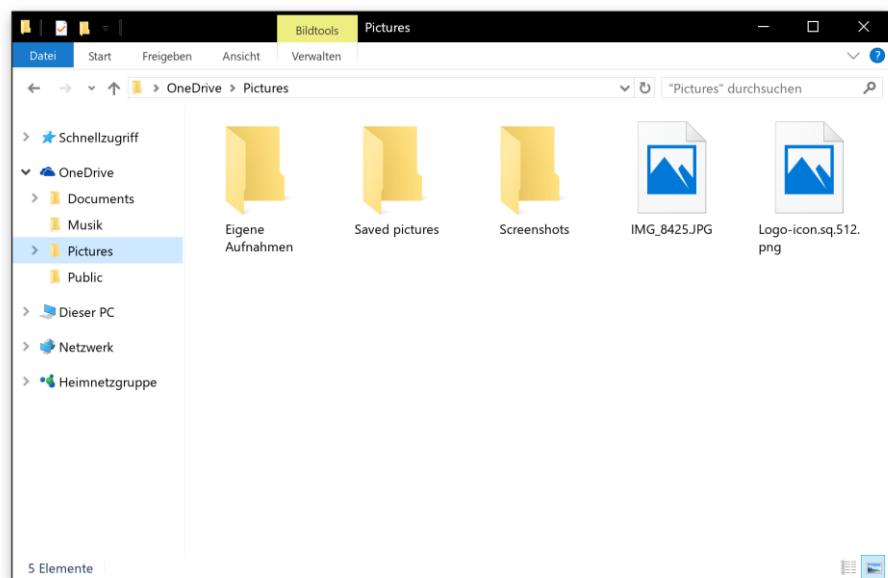 Bildtools
Pictures
Datei Start Freigeben Ansicht Verwalten
?
OneDrive Pictures
"Pictures" durchsuchen
Schnellzugriff
OneDrive
Documents
Musik
Pictures
Public
Dieser PC
Netzwerk
Heimnetzgruppe
Eigene
Aufnahmen
Saved pictures
Screenshots
IMG_8425.JPG
Logo-icon.sq.512.
png
5 Elemente